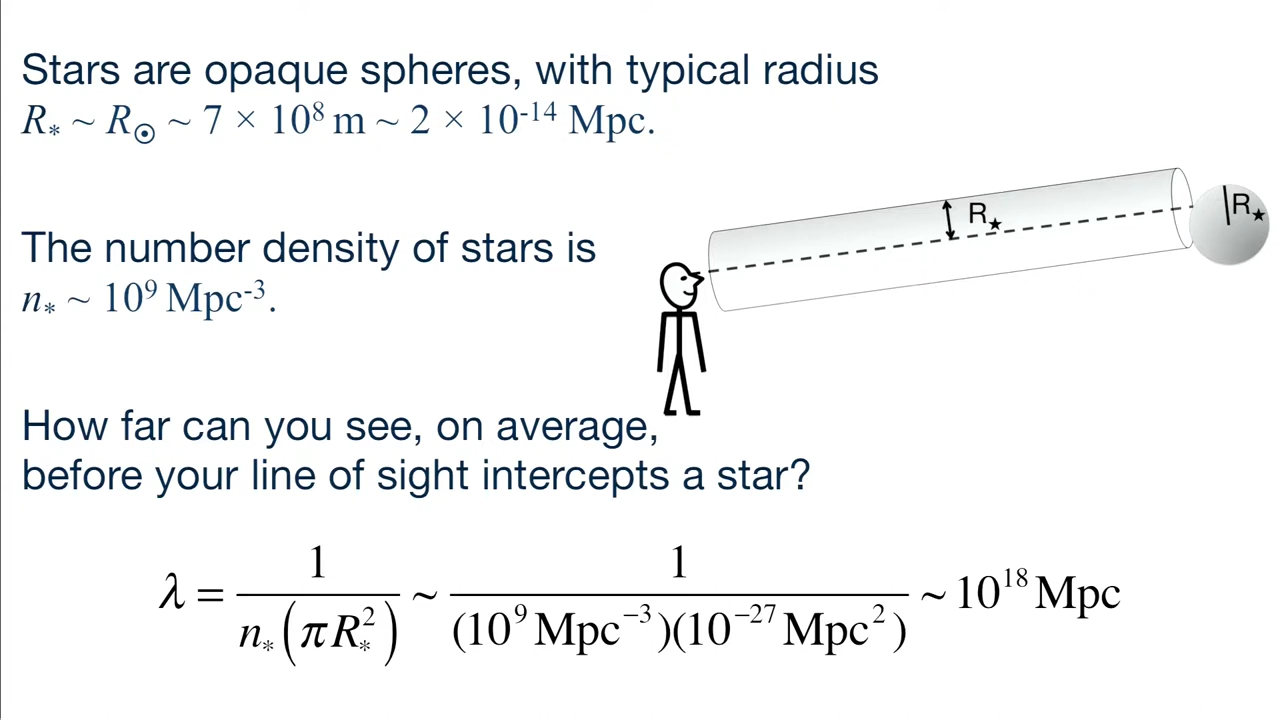 Stars are opaque spheres, with typical radius
R* ~ R☉ ~ 7 × 10⁸ m ~ 2 × 10⁻¹⁴ Mpc.
R★
R★
The number density of stars is
n* ~ 10⁹ Mpc⁻³.
How far can you see, on average,
before your line of sight intercepts a star?
λ = 1 / n*(πR*²) ~ 1 / (10⁹ Mpc⁻³)(10⁻²⁷ Mpc²) ~ 10¹⁸ Mpc